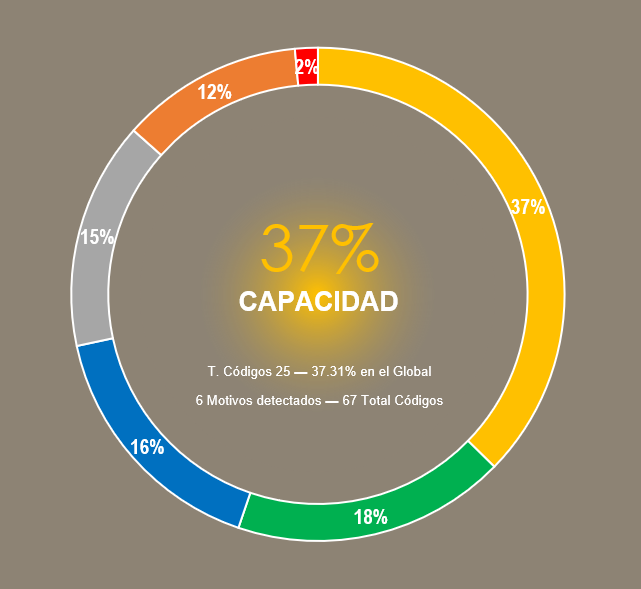 2%
12%
37%
15%
37%
CAPACIDAD
T. Códigos 25 — 37.31% en el Global
6 Motivos detectados — 67 Total Códigos
16%
18%